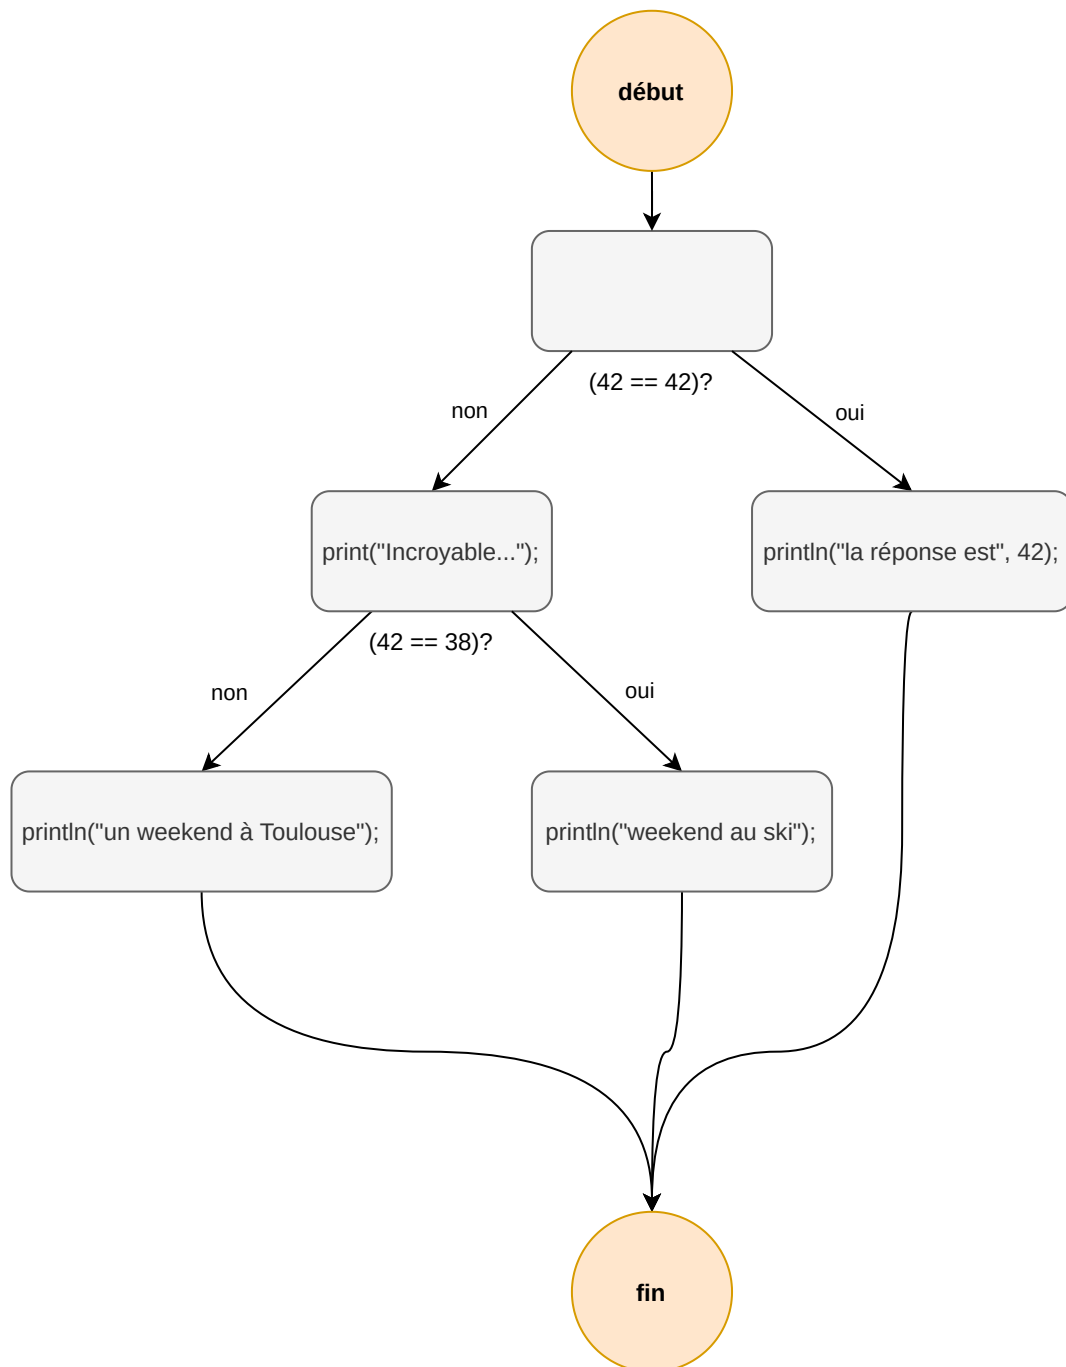 début
(42 == 42)?
non
oui
print("Incroyable...");
println("la réponse est", 42);
(42 == 38)?
non
oui
println("un weekend à Toulouse");
println("weekend au ski");
fin